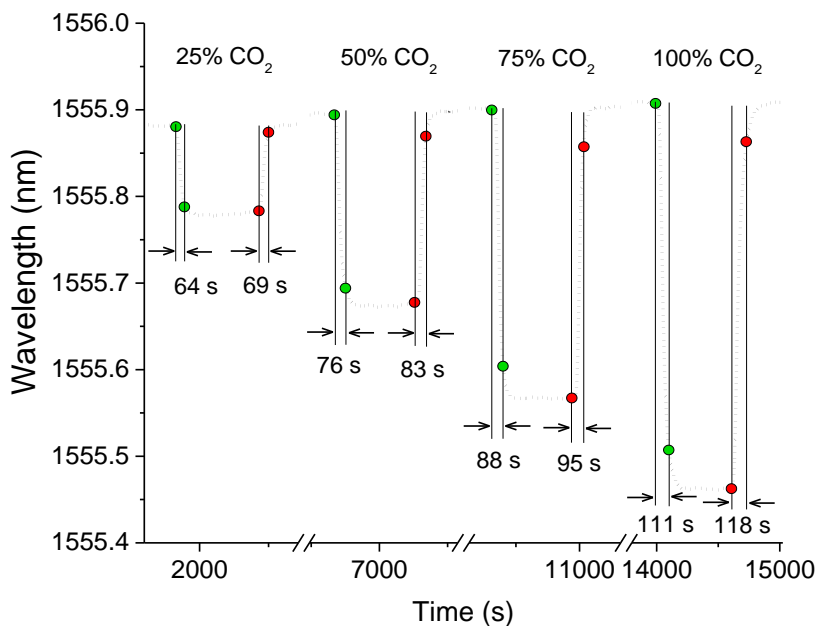 1556.0
25% CO2 50% CO2 75% CO2 100% CO2
1555.9
1555.8
64 s 69 s
1555.7
76 s 83 s
1555.6
88 s 95 s
1555.5
111 s 118 s
1555.4
2000 7000 11000 14000 15000
Wavelength (nm)
Time (s)